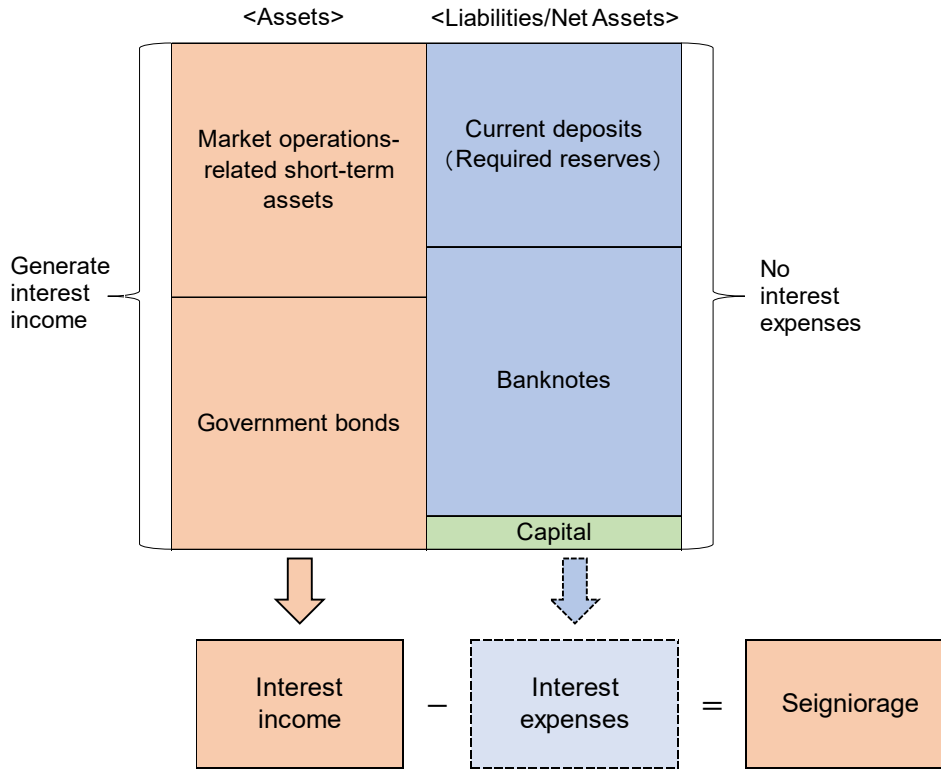 <Assets>
<Liabilities/Net Assets>
Market operations-
related short-term
assets
Current deposits
（Required reserves）
Generate
interest
income
No
interest
expenses
Banknotes
Government bonds
Capital
Interest
income
−
Interest
expenses
=
Seigniorage